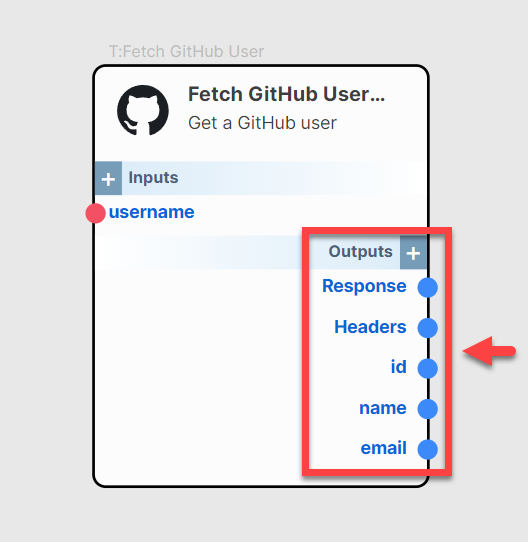 T:Fetch GitHub User
Fetch GitHub User...
Get a GitHub user
+ Inputs
username
Outputs +
Response
Headers
id
name
email